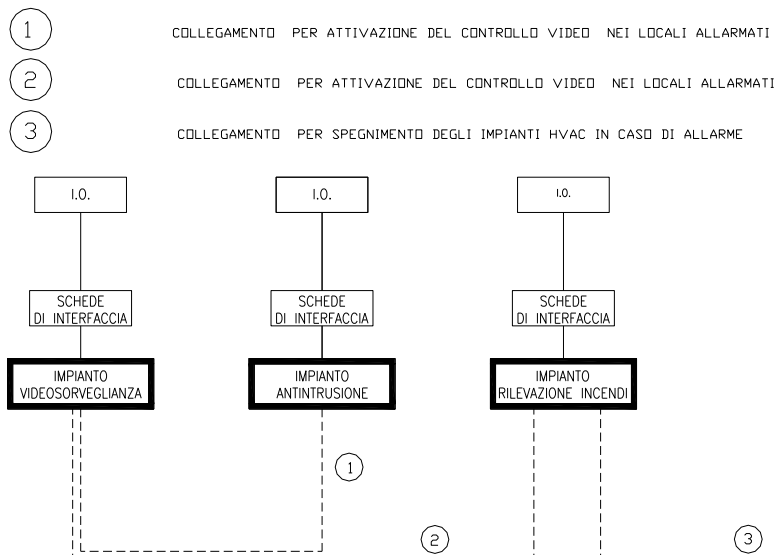 1 COLLEGAMENTO PER ATTIVAZIONE DEL CONTROLLO VIDEO NEI LOCALI ALLARMATI
2 COLLEGAMENTO PER ATTIVAZIONE DEL CONTROLLO VIDEO NEI LOCALI ALLARMATI
3 COLLEGAMENTO PER SPEGNIMENTO DEGLI IMPIANTI HVAC IN CASO DI ALLARME
I.O.
I.O.
I.O.
SCHEDE
DI INTERFACCIA
SCHEDE
DI INTERFACCIA
SCHEDE
DI INTERFACCIA
IMPIANTO
VIDEOSORVEGLIANZA
IMPIANTO
ANTINTRUSIONE
IMPIANTO
RILEVAZIONE INCENDI
1
2
3